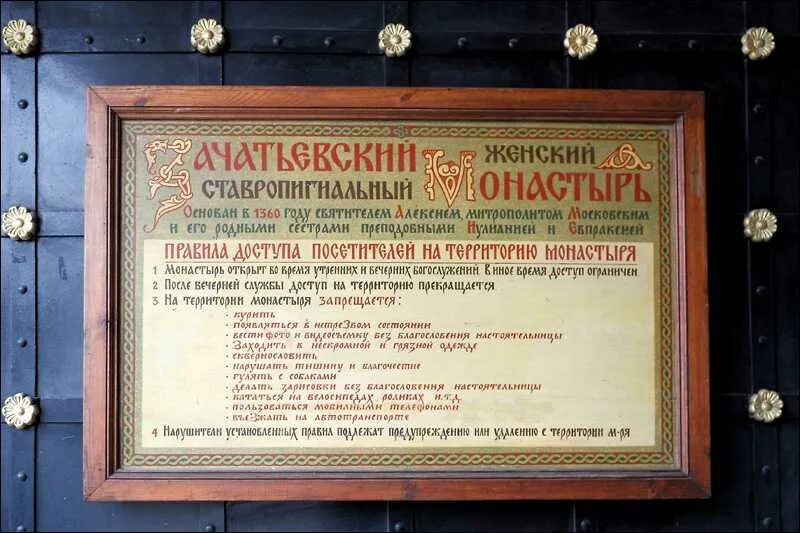 Зачатьевский женский
ставропигиальный монастырь
Основан в 1360 году святителем Алексием, митрополитом Московским
и его родными сестрами преподобными Иулианией и Евпраксией
Правила доступа посетителей на территорию монастыря
1 Монастырь открыт во время утренних и вечерних богослужений. В иное время доступ ограничен
2 После вечерней службы доступ на территорию прекращается
3 На территории монастыря запрещается:
· курить
· появляться в нетрезвом состоянии
· вести фото и видеосъемку без благословения настоятельницы
· заходить в нескромной и грязной одежде
· сквернословить
· нарушать тишину и благочестие
· гулять с собаками
· делать зарисовки без благословения настоятельницы
· кататься на велосипедах, роликах и.т.д.
· пользоваться мобильными телефонами
· въезжать на автотранспорте
4 Нарушители установленных правил подлежат предупреждению или удалению с территории м-ря